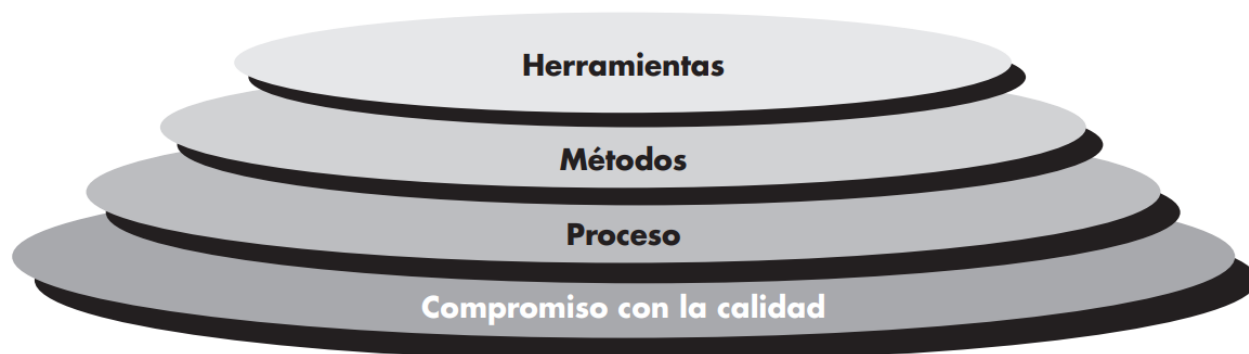 Herramientas
Métodos
Proceso
Compromiso con la calidad